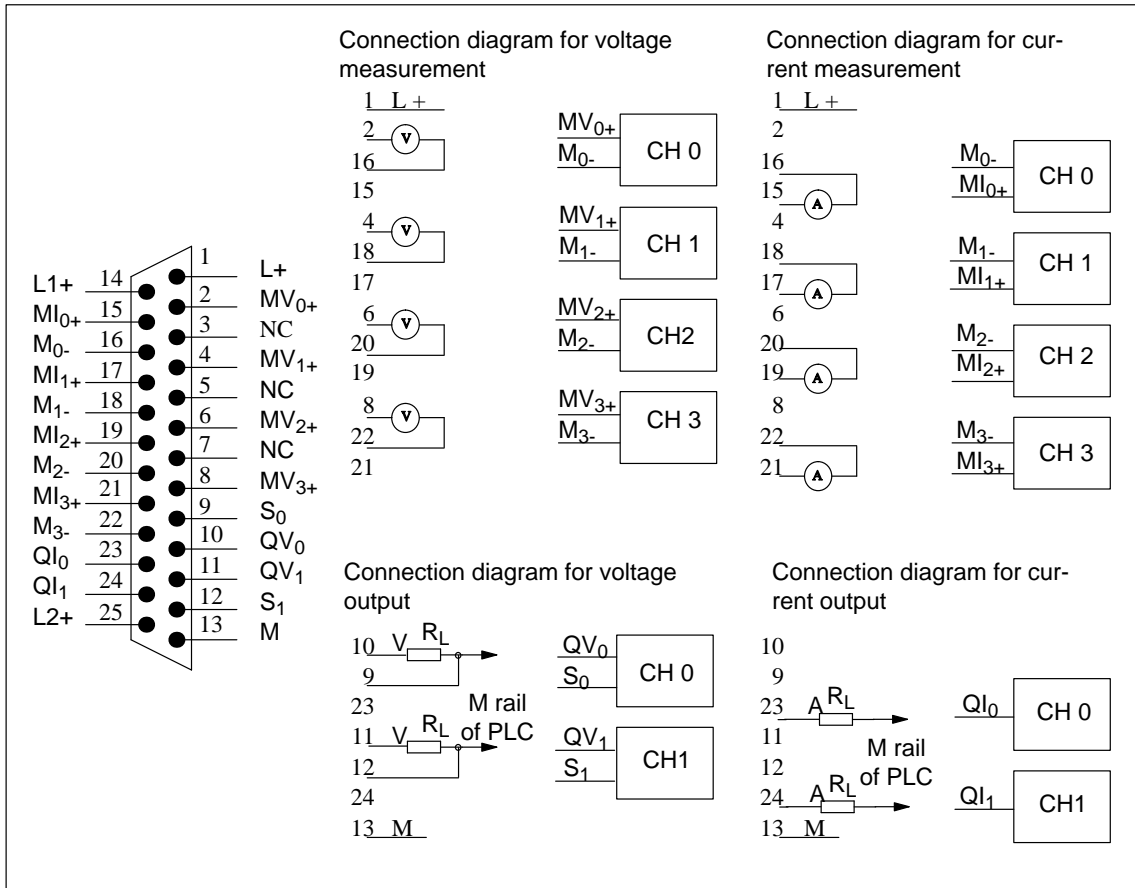 Connection diagram for voltage
measurement
1 L +
2 V
16
15
4 V
18
17
6 V
20
19
8 V
22
21
MV0+
M0-
CH 0
MV1+
M1-
CH 1
MV2+
M2-
CH2
MV3+
M3-
CH 3
Connection diagram for cur-
rent measurement
1 L +
2
16
15 A
4
18
17 A
6
20
19 A
8
22
21 A
M0-
MI0+
CH 0
M1-
MI1+
CH 1
M2-
MI2+
CH 2
M3-
MI3+
CH 3
L1+ 14
MI0+ 15
M0- 16
MI1+ 17
M1- 18
MI2+ 19
M2- 20
MI3+ 21
M3- 22
QI0 23
QI1 24
L2+ 25
1 L+
2 MV0+
3 NC
4 MV1+
5 NC
6 MV2+
7 NC
8 MV3+
9 S0
10 QV0
11 QV1
12 S1
13 M
Connection diagram for voltage
output
10 V RL
9
23
11 V RL
12
24
13 M
M rail
of PLC
QV0
S0
CH 0
QV1
S1
CH1
Connection diagram for cur-
rent output
10
9
23 A RL
11
12
24 A RL
13 M
M rail
of PLC
QI0
CH 0
QI1
CH1